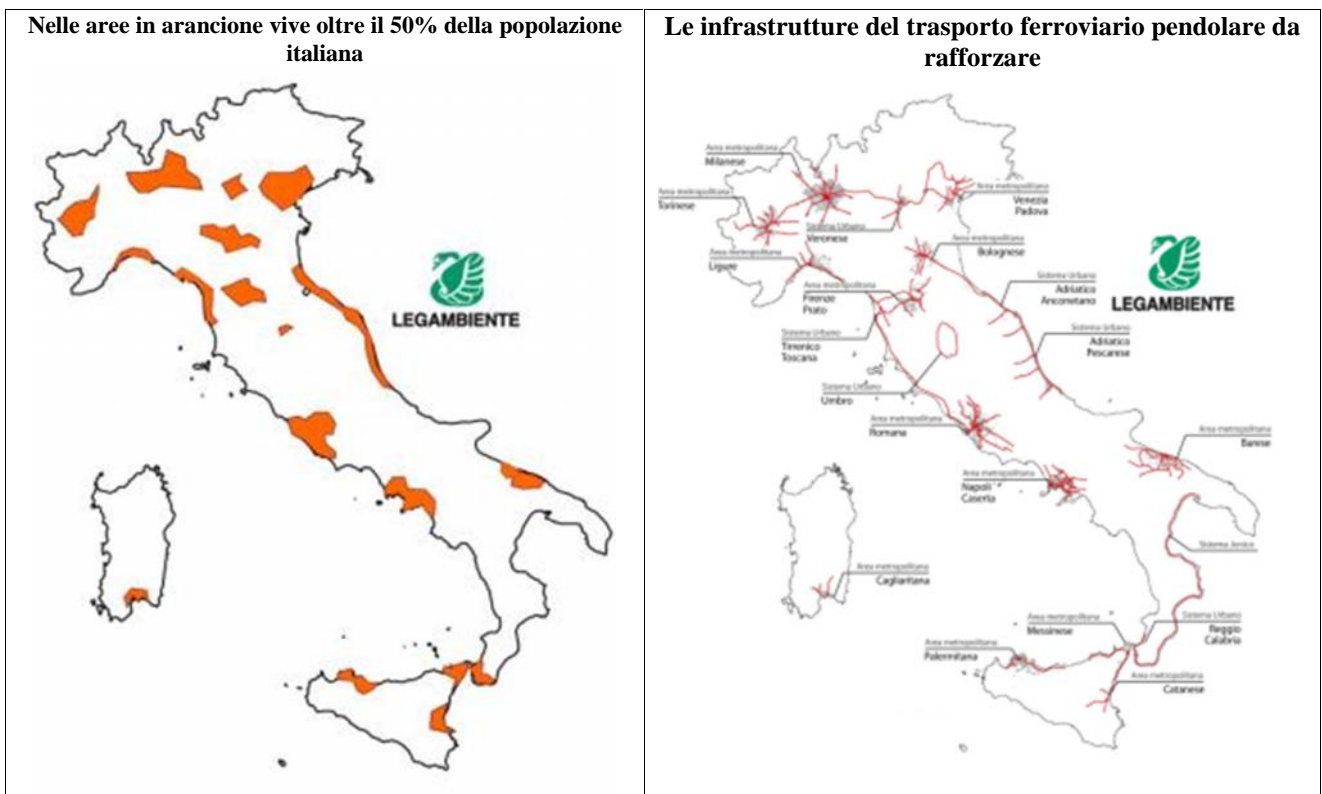 Nelle aree in arancione vive oltre il 50% della popolazione
italiana
LEGAMBIENTE
Le infrastrutture del trasporto ferroviario pendolare da
rafforzare
Area metropolitana
Milanese
Area metropolitana
Torinese
Area metropolitana
Venezia
Padova
Sistema Urbano
Veronese
Area metropolitana
Bolognese
Area metropolitana
Ligure
Sistema Urbano
Adriatico
Anconetano
LEGAMBIENTE
Area metropolitana
Firenze
Prato
Sistema Urbano
Tirrenico
Toscana
Sistema Urbano
Adriatico
Pescarese
Sistema Urbano
Umbro
Area metropolitana
Romana
Area metropolitana
Barese
Area metropolitana
Napoli
Caserta
Sistema Jonico
Area metropolitana
Cagliaritana
Area metropolitana
Messinese
Sistema Urbano
Reggio
Calabria
Area metropolitana
Palermitana
Area metropolitana
Catanese